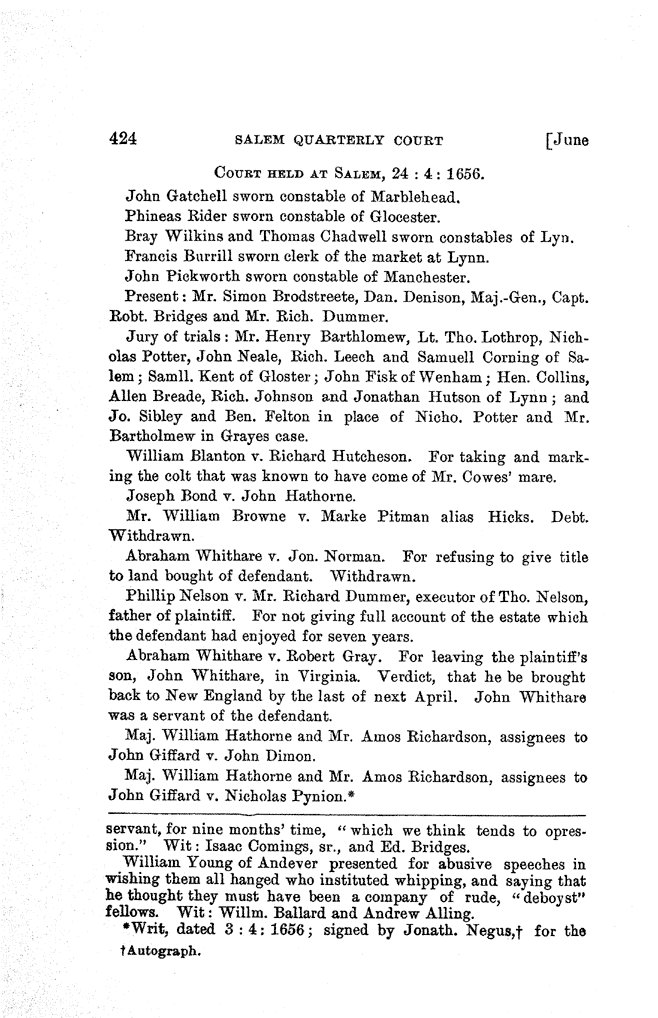 424 SALEM QUARTERLY COURT [June
COURT HELD AT SALEM, 24 : 4 : 1656.
John Gatchell sworn constable of Marblehead.
Phineas Rider sworn constable of Glocester.
Bray Wilkins and Thomas Chadwell sworn constables of Lyn.
Francis Burrill sworn clerk of the market at Lynn.
John Pickworth sworn constable of Manchester.
Present : Mr. Simon Brodstreete, Dan. Denison, Maj.-Gen., Capt.
Robt. Bridges and Mr. Rich. Dummer.
Jury of trials : Mr. Henry Barthlomew, Lt. Tho. Lothrop, Nich-
olas Potter, John Neale, Rich. Leech and Samuell Corning of Sa-
lem ; Samll. Kent of Gloster ; John Fisk of Wenham ; Hen. Collins,
Allen Breade, Rich. Johnson and Jonathan Hutson of Lynn ; and
Jo. Sibley and Ben. Felton in place of Nicho. Potter and Mr.
Bartholmew in Grayes case.
William Blanton v. Richard Hutcheson. For taking and mark-
ing the colt that was known to have come of Mr. Cowes' mare.
Joseph Bond v. John Hathorne.
Mr. William Browne v. Marke Pitman alias Hicks. Debt.
Withdrawn.
Abraham Whithare v. Jon. Norman. For refusing to give title
to land bought of defendant. Withdrawn.
Phillip Nelson v. Mr. Richard Dummer, executor of Tho. Nelson,
father of plaintiff. For not giving full account of the estate which
the defendant had enjoyed for seven years.
Abraham Whithare v. Robert Gray. For leaving the plaintiff's
son, John Whithare, in Virginia. Verdict, that he be brought
back to New England by the last of next April. John Whithare
was a servant of the defendant.
Maj. William Hathorne and Mr. Amos Richardson, assignees to
John Giffard v. John Dimon.
Maj. William Hathorne and Mr. Amos Richardson, assignees to
John Giffard v. Nicholas Pynion.*
servant, for nine months' time, " which we think tends to opres-
sion." Wit : Isaac Comings, sr., and Ed. Bridges.
William Young of Andever presented for abusive speeches in
wishing them all hanged who instituted whipping, and saying that
he thought they must have been a company of rude, "deboyst"
fellows. Wit : Willm. Ballard and Andrew Alling.
*Writ, dated 3 : 4 : 1656 ; signed by Jonath. Negus,† for the
†Autograph.